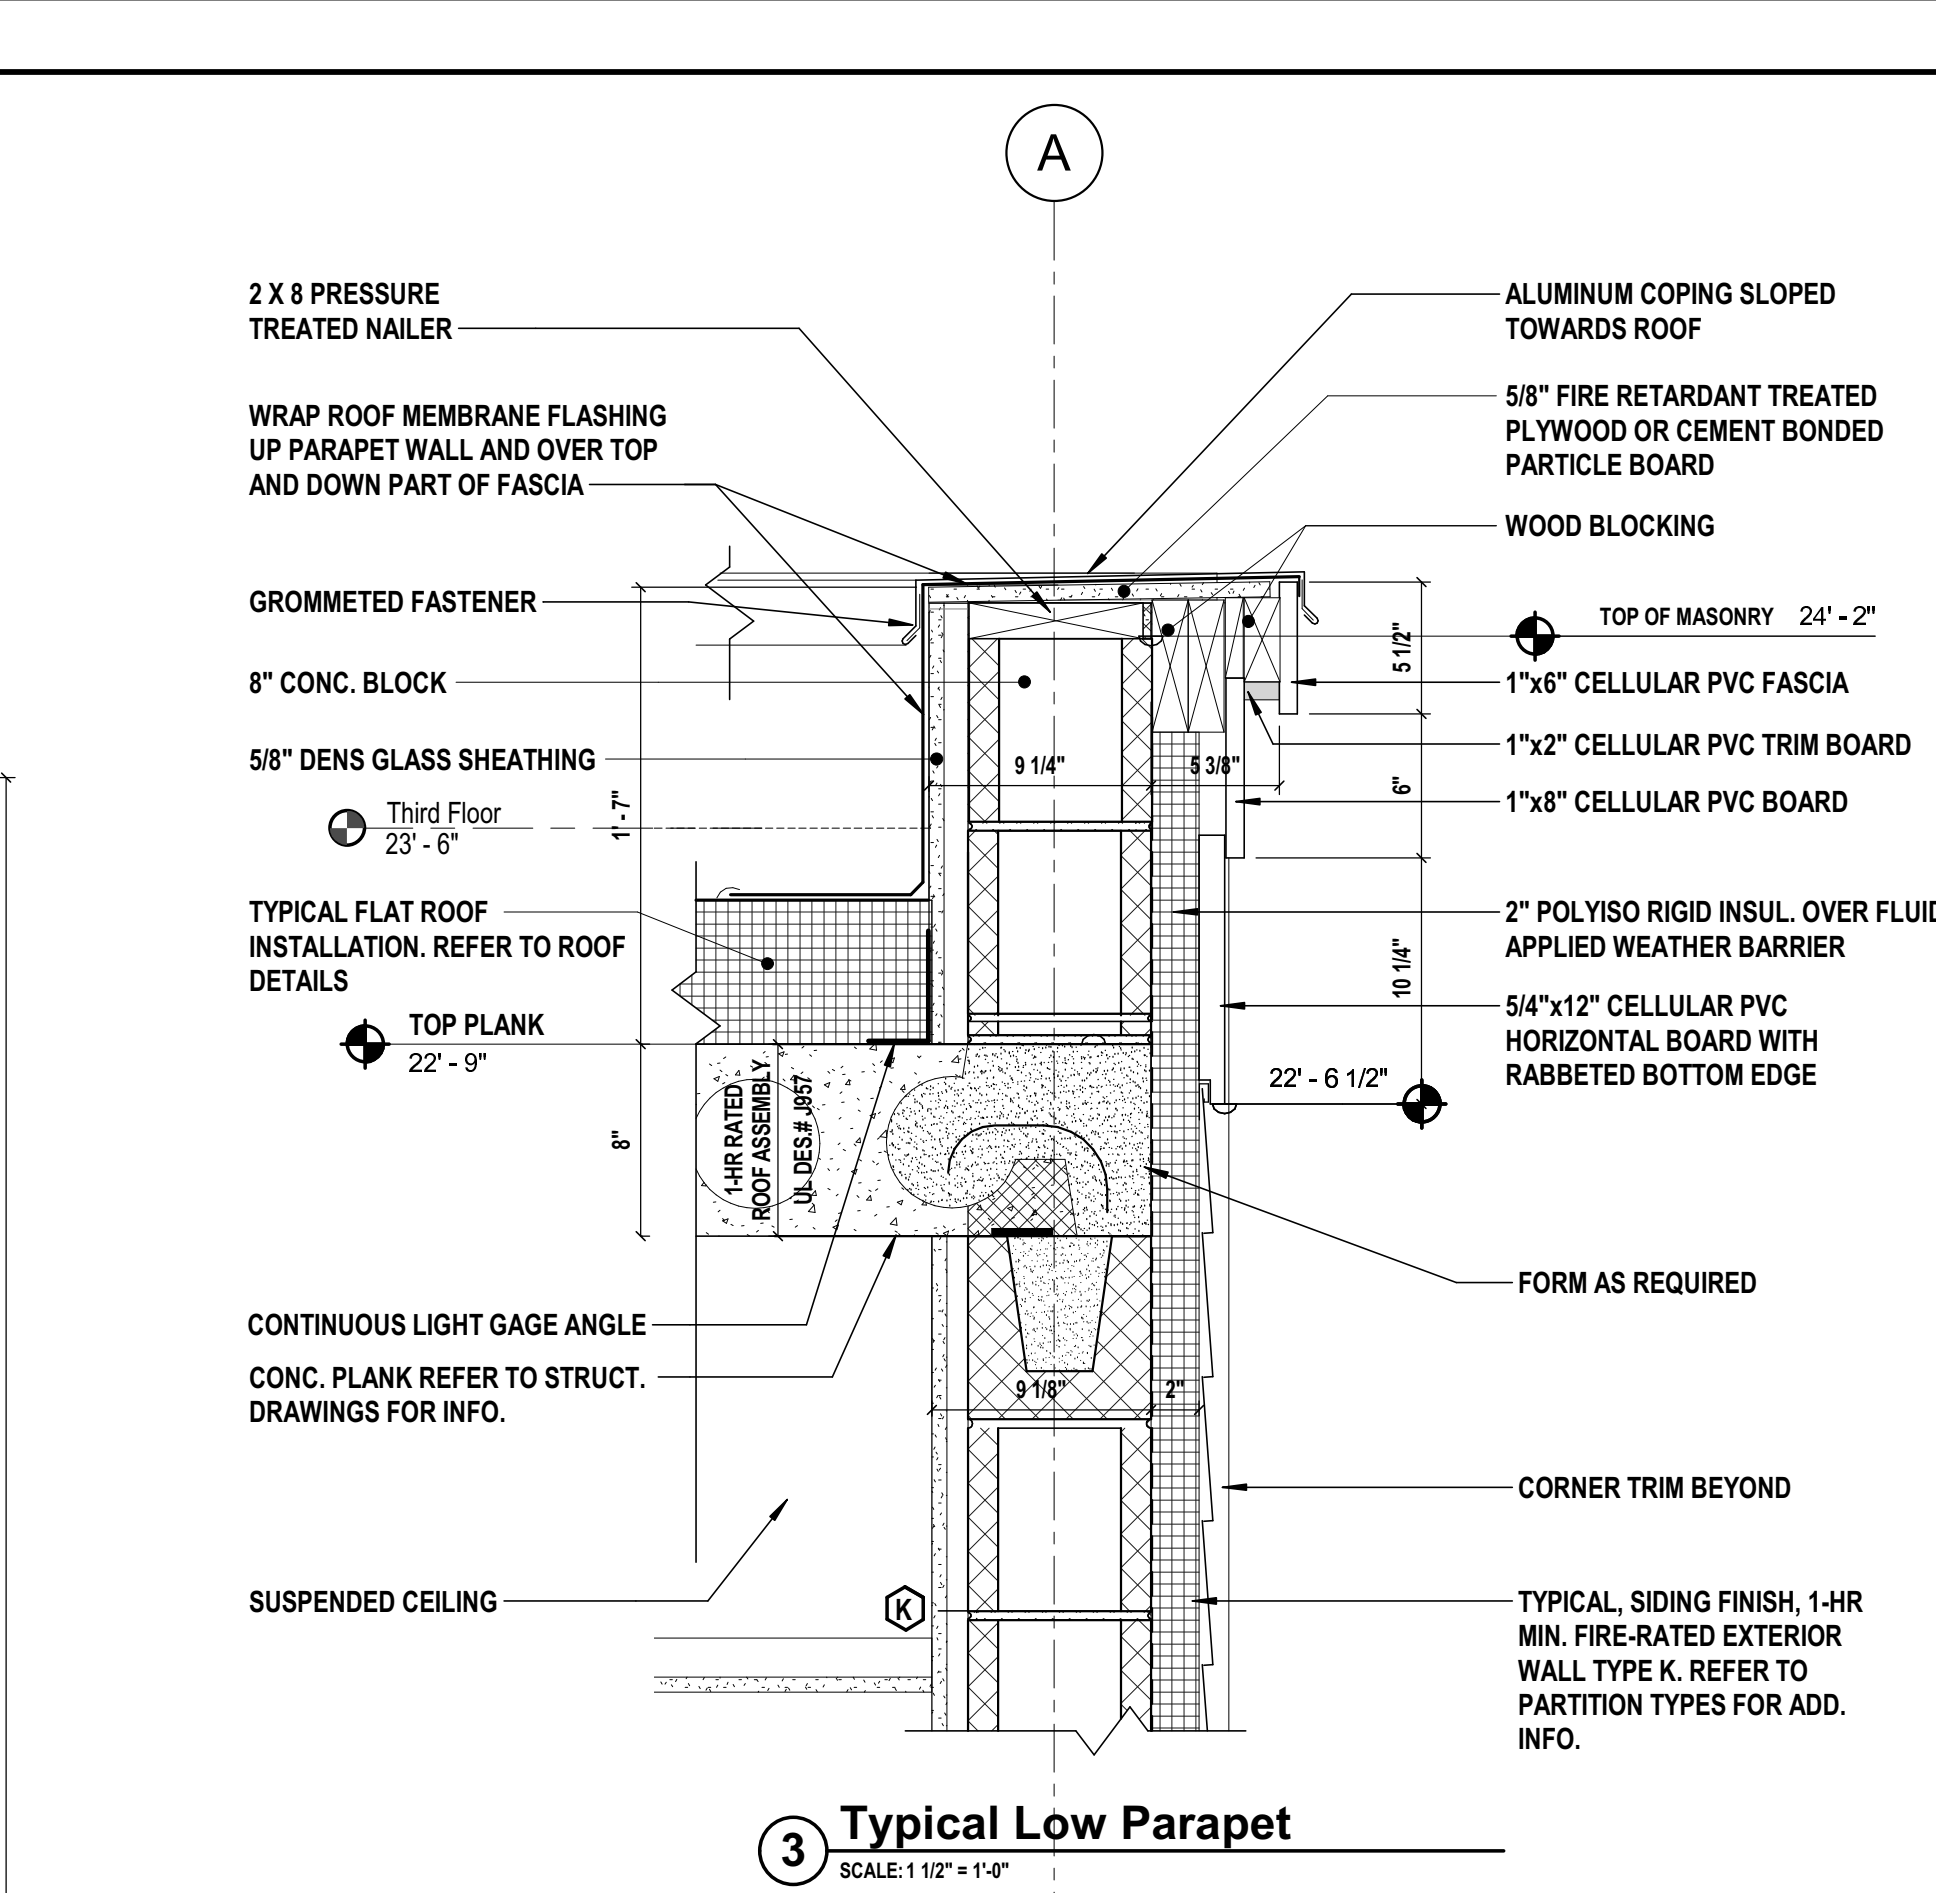 A
2 X 8 PRESSURE
TREATED NAILER
WRAP ROOF MEMBRANE FLASHING
UP PARAPET WALL AND OVER TOP
AND DOWN PART OF FASCIA
GROMMETED FASTENER
8" CONC. BLOCK
5/8" DENS GLASS SHEATHING
Third Floor
23' - 6"
TYPICAL FLAT ROOF
INSTALLATION. REFER TO ROOF
DETAILS
TOP PLANK
22' - 9"
CONTINUOUS LIGHT GAGE ANGLE
CONC. PLANK REFER TO STRUCT.
DRAWINGS FOR INFO.
SUSPENDED CEILING
1' - 7"
8"
1-HR RATED
ROOF ASSEMBLY
UL DES.# J957
9 1/4"
5 3/8"
9 1/8"
2"
K
5 1/2"
6"
10 1/4"
22' - 6 1/2"
ALUMINUM COPING SLOPED
TOWARDS ROOF
5/8" FIRE RETARDANT TREATED
PLYWOOD OR CEMENT BONDED
PARTICLE BOARD
WOOD BLOCKING
TOP OF MASONRY 24' - 2"
1"x6" CELLULAR PVC FASCIA
1"x2" CELLULAR PVC TRIM BOARD
1"x8" CELLULAR PVC BOARD
2" POLYISO RIGID INSUL. OVER FLUID
APPLIED WEATHER BARRIER
5/4"x12" CELLULAR PVC
HORIZONTAL BOARD WITH
RABBETED BOTTOM EDGE
FORM AS REQUIRED
CORNER TRIM BEYOND
TYPICAL, SIDING FINISH, 1-HR
MIN. FIRE-RATED EXTERIOR
WALL TYPE K. REFER TO
PARTITION TYPES FOR ADD.
INFO.
3
Typical Low Parapet
SCALE: 1 1/2" = 1'-0"